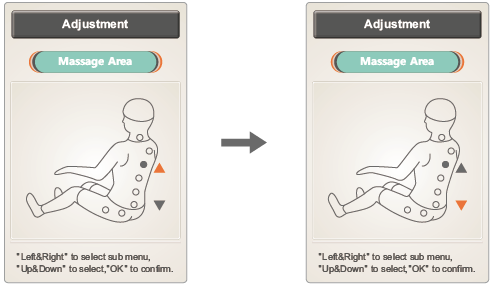 Adjustment
Massage Area
"Left&Right" to select sub menu,
"Up&Down" to select,"OK" to confirm.
Adjustment
Massage Area
"Left&Right" to select sub menu,
"Up&Down" to select,"OK" to confirm.